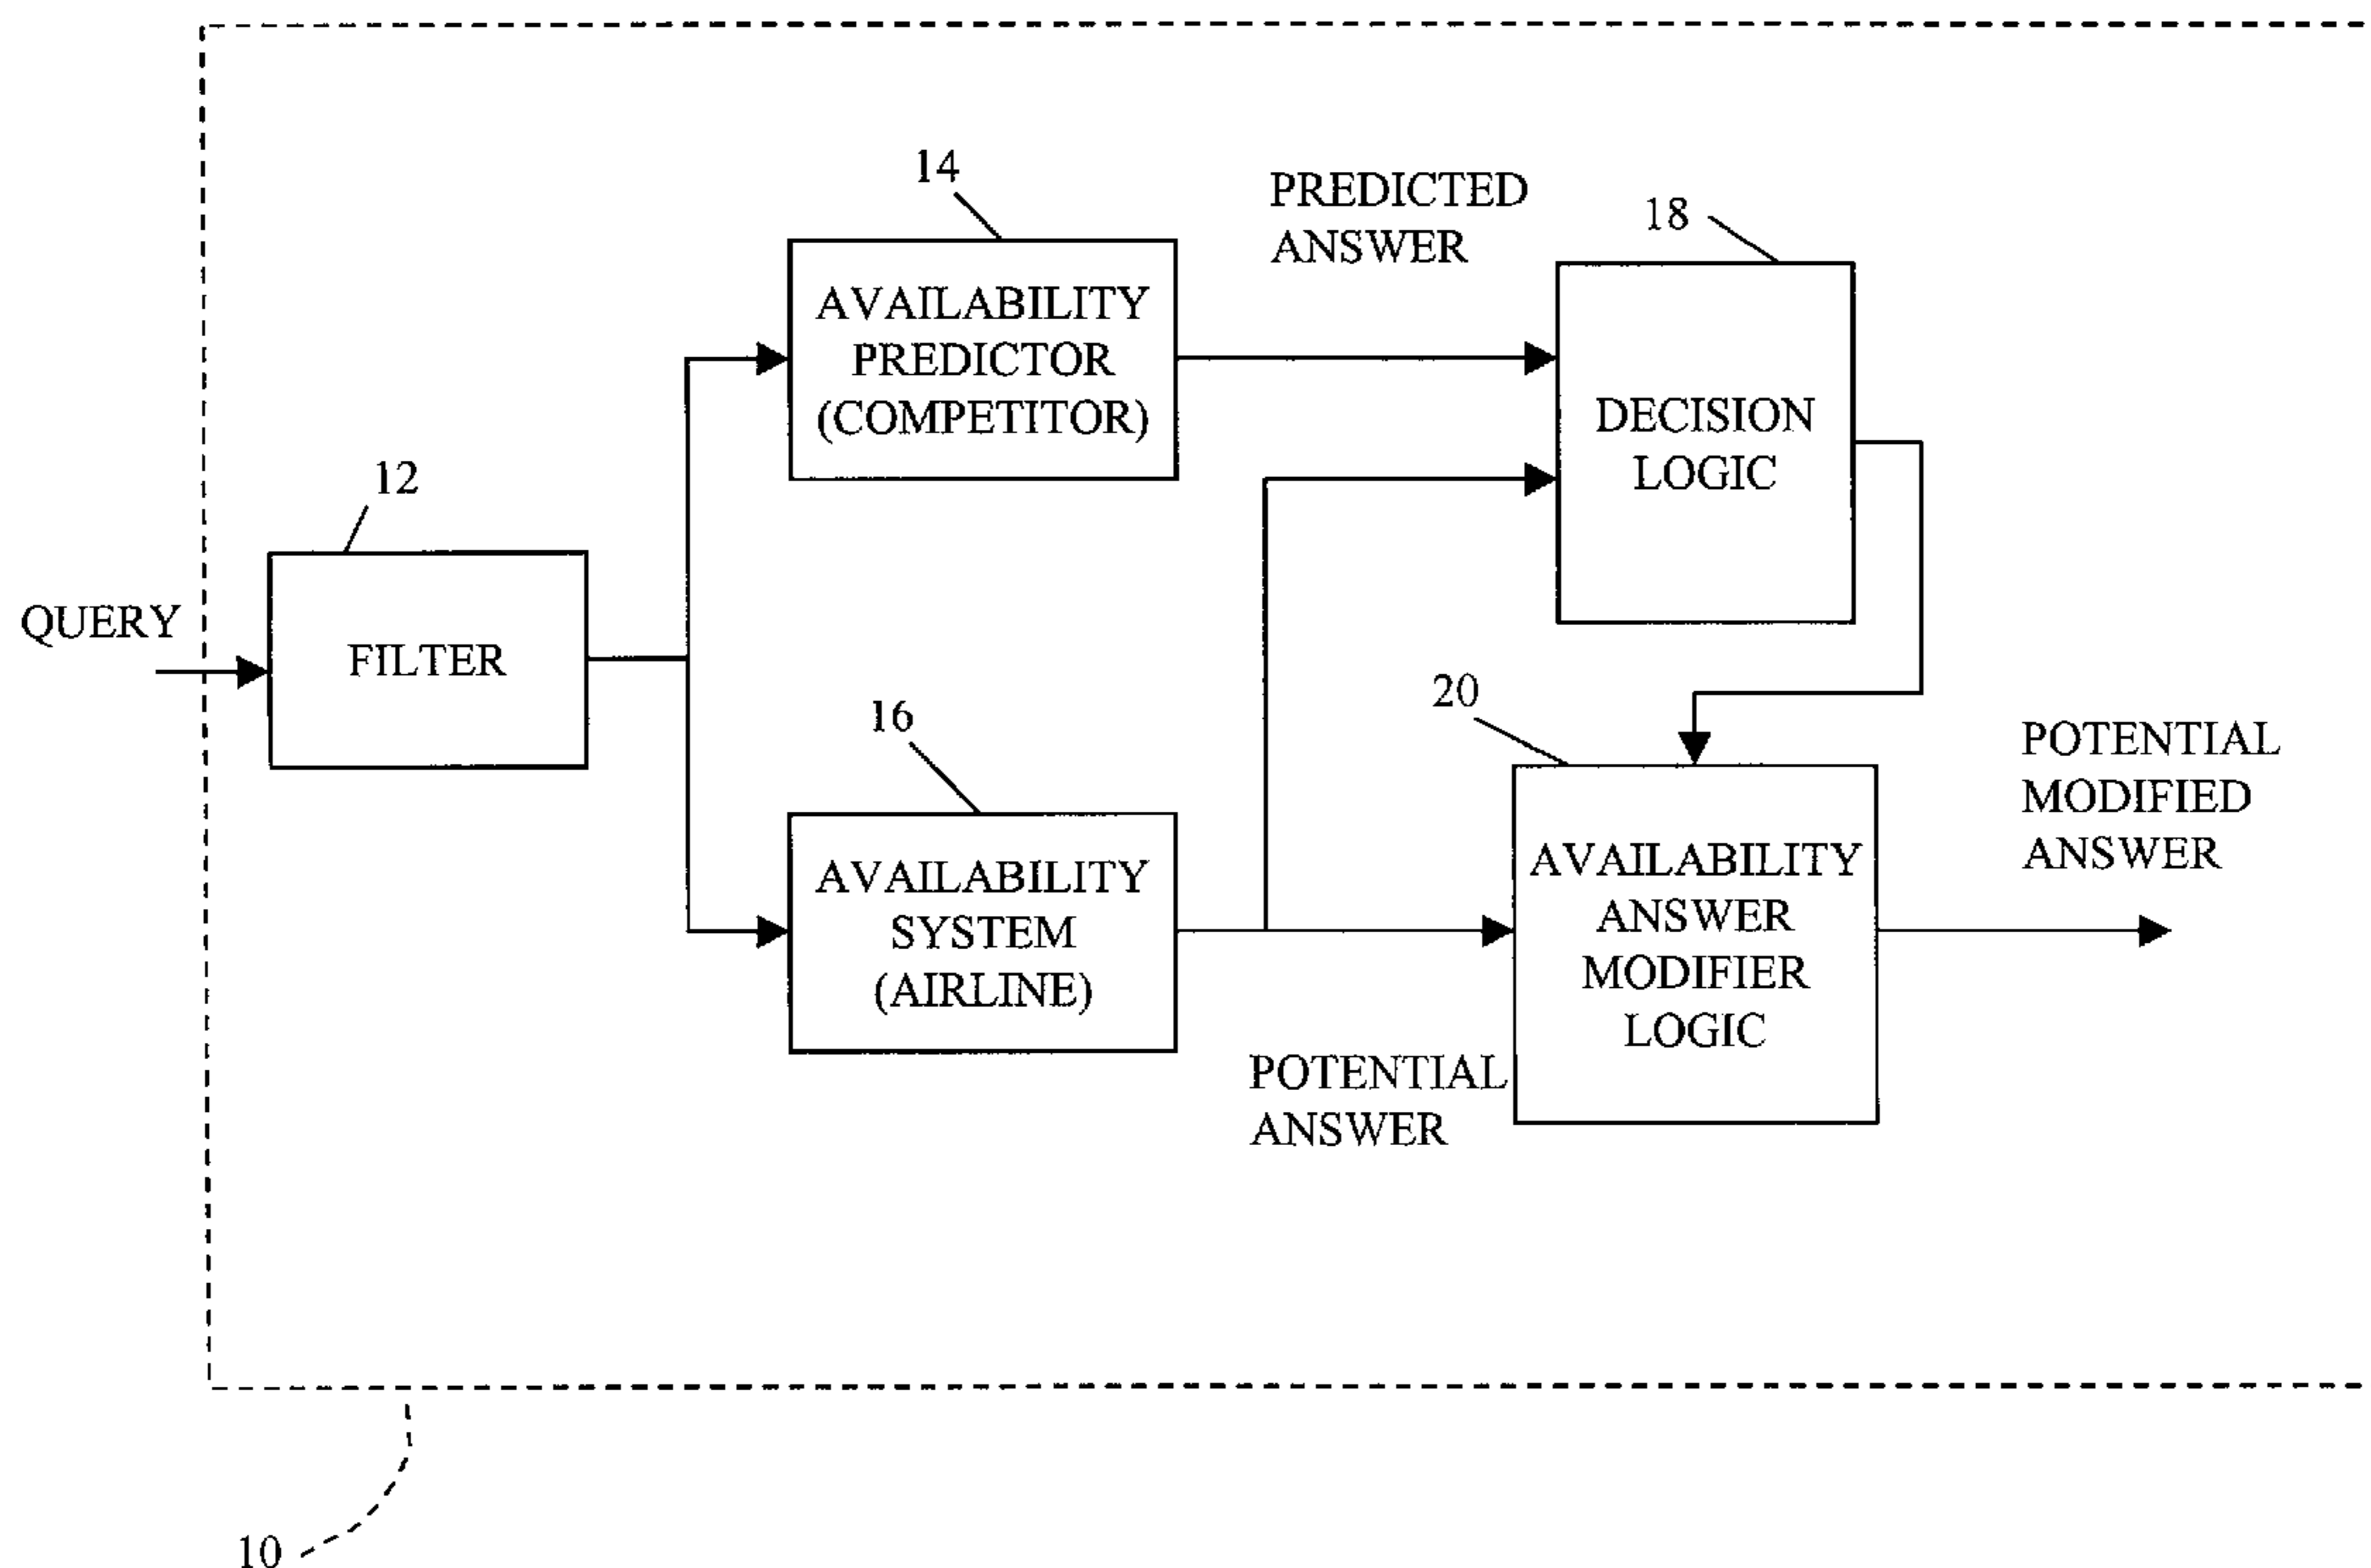 14
PREDICTED
ANSWER
18
AVAILABILITY
PREDICTOR
(COMPETITOR)
DECISION
LOGIC
12
QUERY
FILTER
16
20
POTENTIAL
MODIFIED
ANSWER
AVAILABILITY
SYSTEM
(AIRLINE)
AVAILABILITY
ANSWER
MODIFIER
LOGIC
POTENTIAL
ANSWER
10